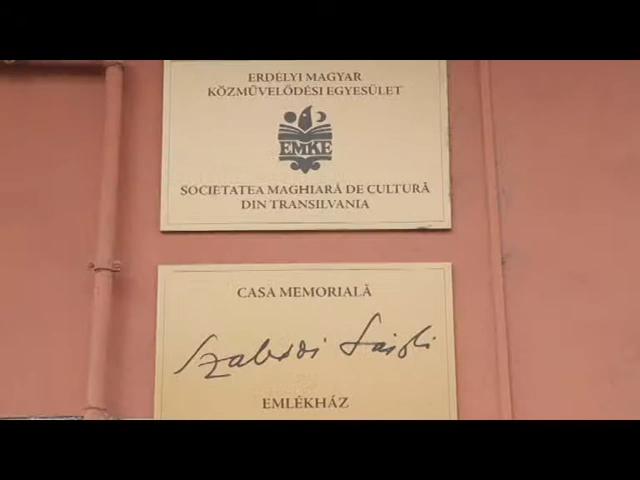 ERDÉLYI MAGYAR
KÖZMŰVELŐDÉSI EGYESÜLET
EMKE
SOCIETATEA MAGHIARĂ DE CULTURĂ
DIN TRANSILVANIA
CASA MEMORIALĂ
Szabédi László
EMLÉKHÁZ